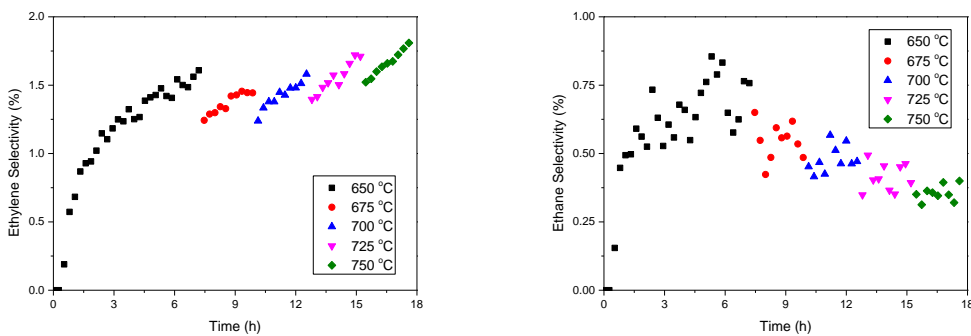 2.0
1.5
1.0
0.5
0.0
Ethylene Selectivity (%)
650 °C
675 °C
700 °C
725 °C
750 °C
0 3 6 9 12 15 18
Time (h)
1.00
0.75
0.50
0.25
0.00
Ethane Selectivity (%)
650 °C
675 °C
700 °C
725 °C
750 °C
0 3 6 9 12 15 18
Time (h)